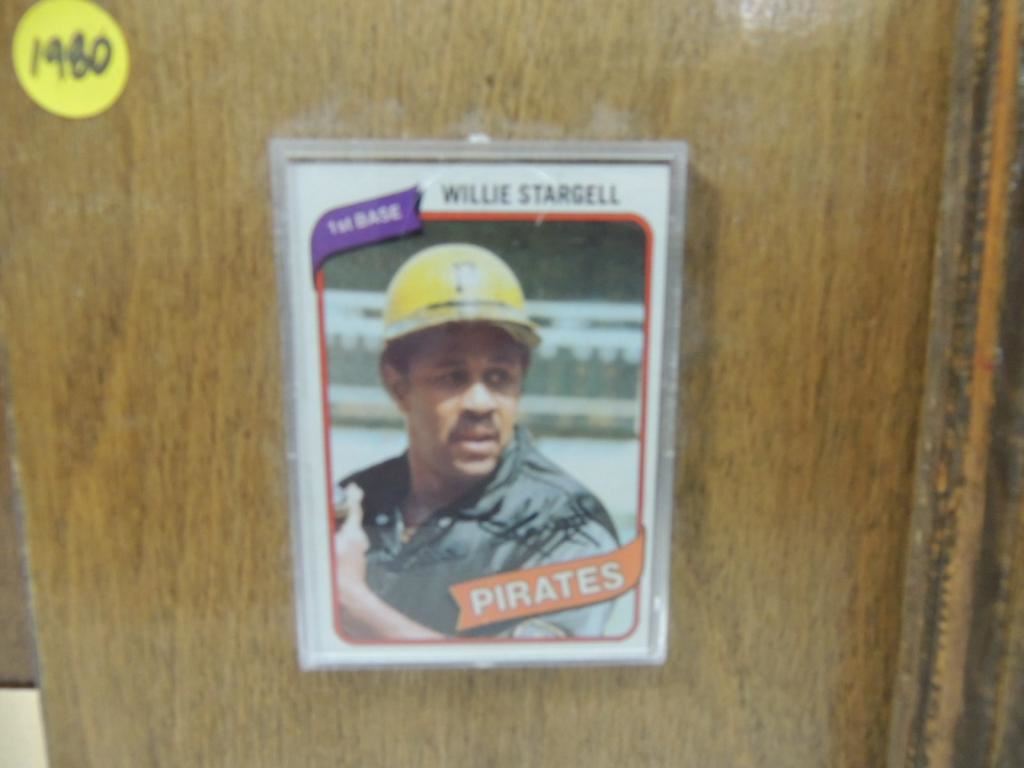 1980
WILLIE STARGELL
1st BASE
P
PIRATES